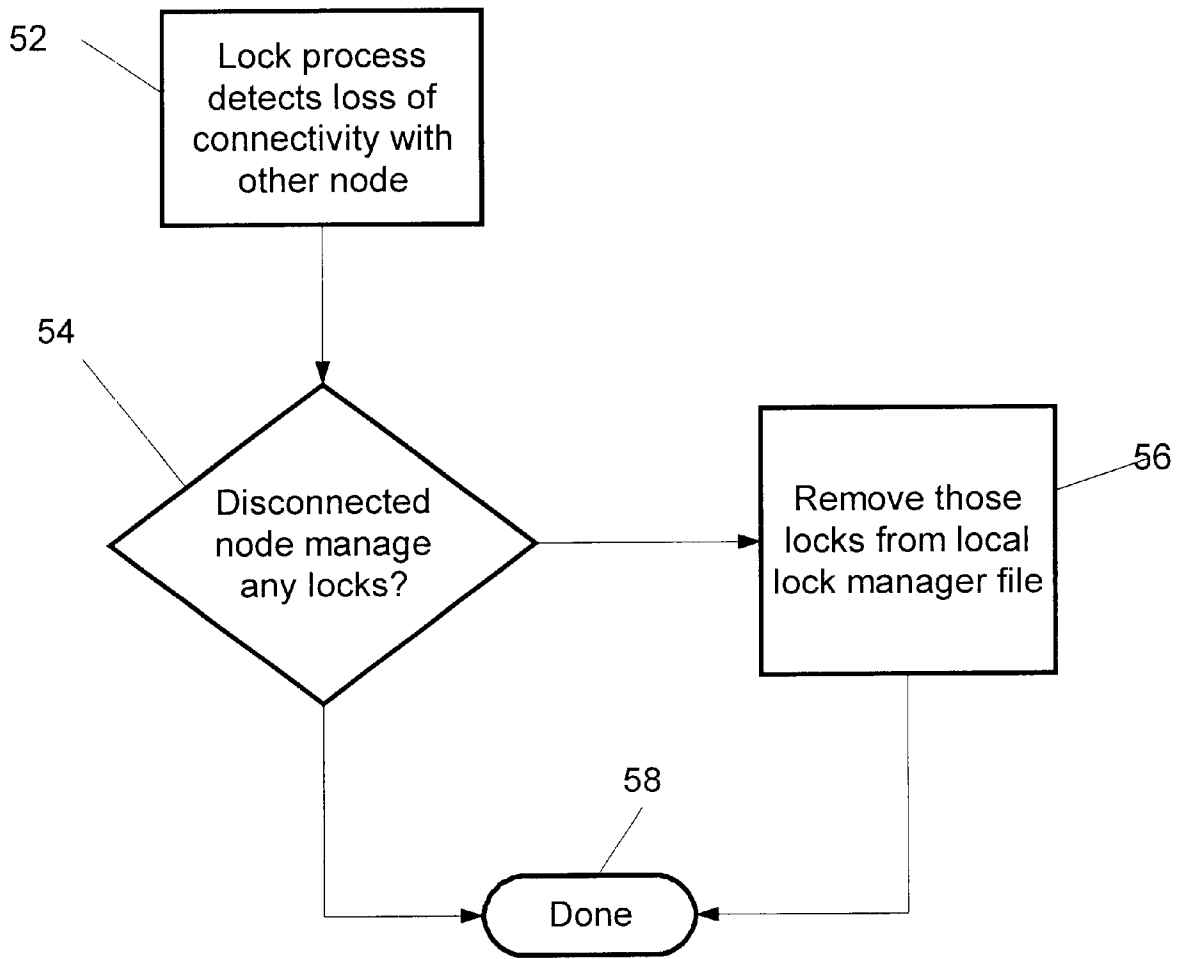 52
Lock process
detects loss of
connectivity with
other node
54
Disconnected
node manage
any locks?
56
Remove those
locks from local
lock manager file
58
Done